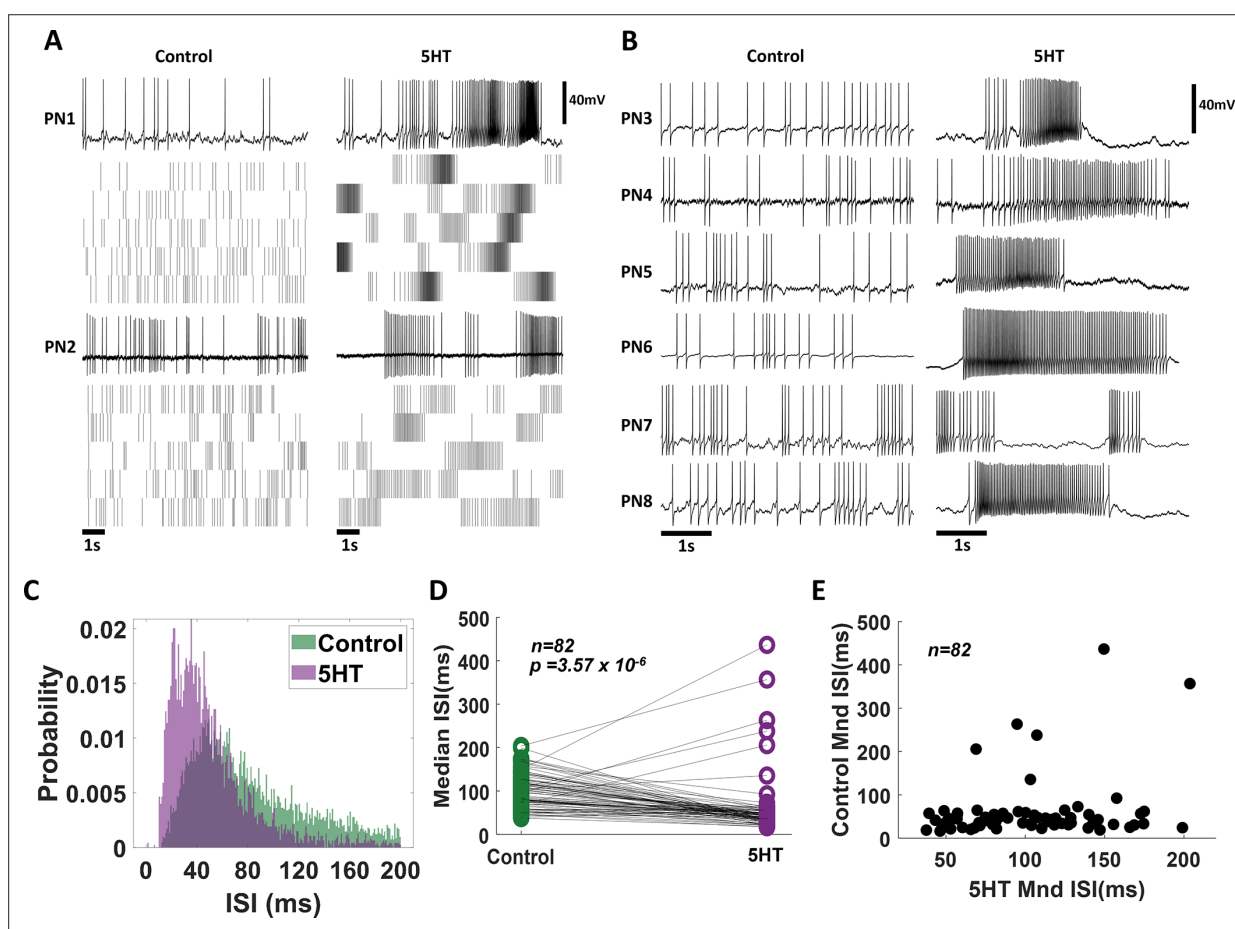 A
Control
5HT
PN1
40mV
PN2
1s
1s
B
Control
5HT
PN3
40mV
PN4
PN5
PN6
PN7
PN8
1s
1s
C
Probability
0.02
0.015
0.01
0.005
0
Control
5HT
0 40 80 120 160 200
ISI (ms)
D
Median ISI(ms)
500
400
300
200
100
0
n=82
p =3.57 x 10-6
Control
5HT
E
Control Mnd ISI(ms)
500
400
300
200
100
0
n=82
50 100 150 200
5HT Mnd ISI(ms)